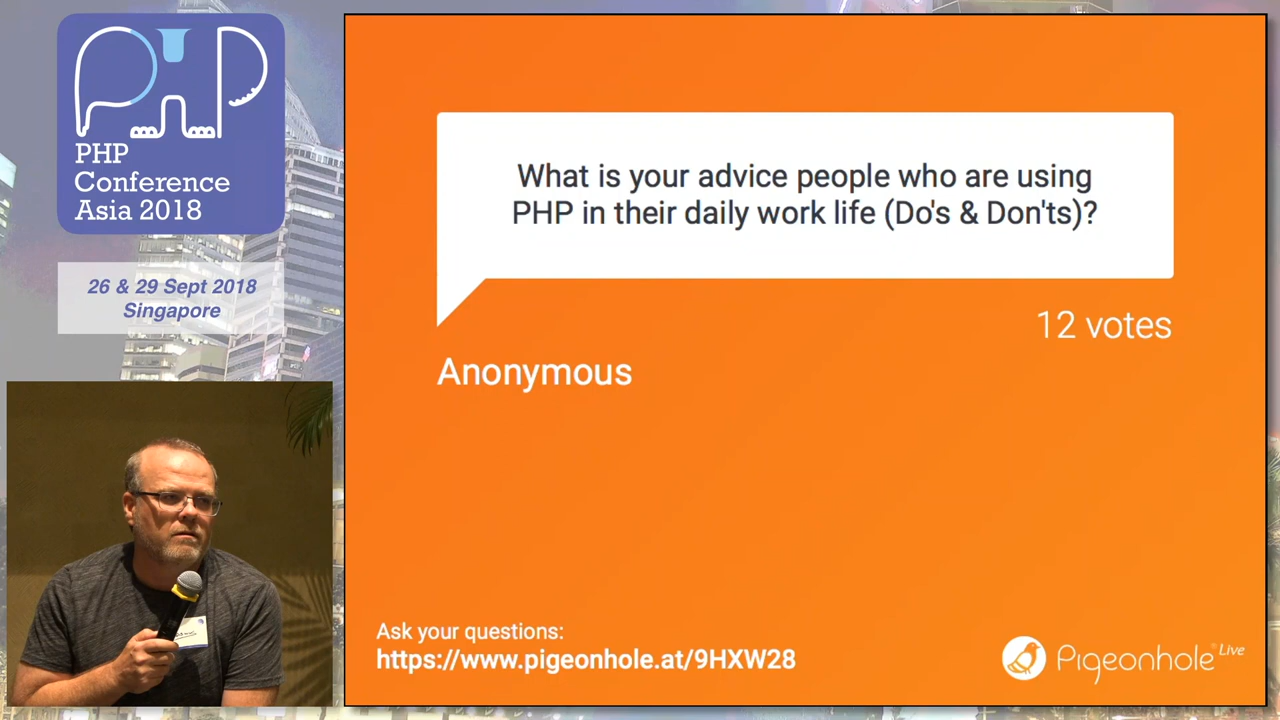 PHP
PHP
Conference
Asia 2018
26 & 29 Sept 2018
Singapore
What is your advice people who are using
PHP in their daily work life (Do's & Don'ts)?
12 votes
Anonymous
Ask your questions:
https://www.pigeonhole.at/9HXW28
Pigeonhole Live